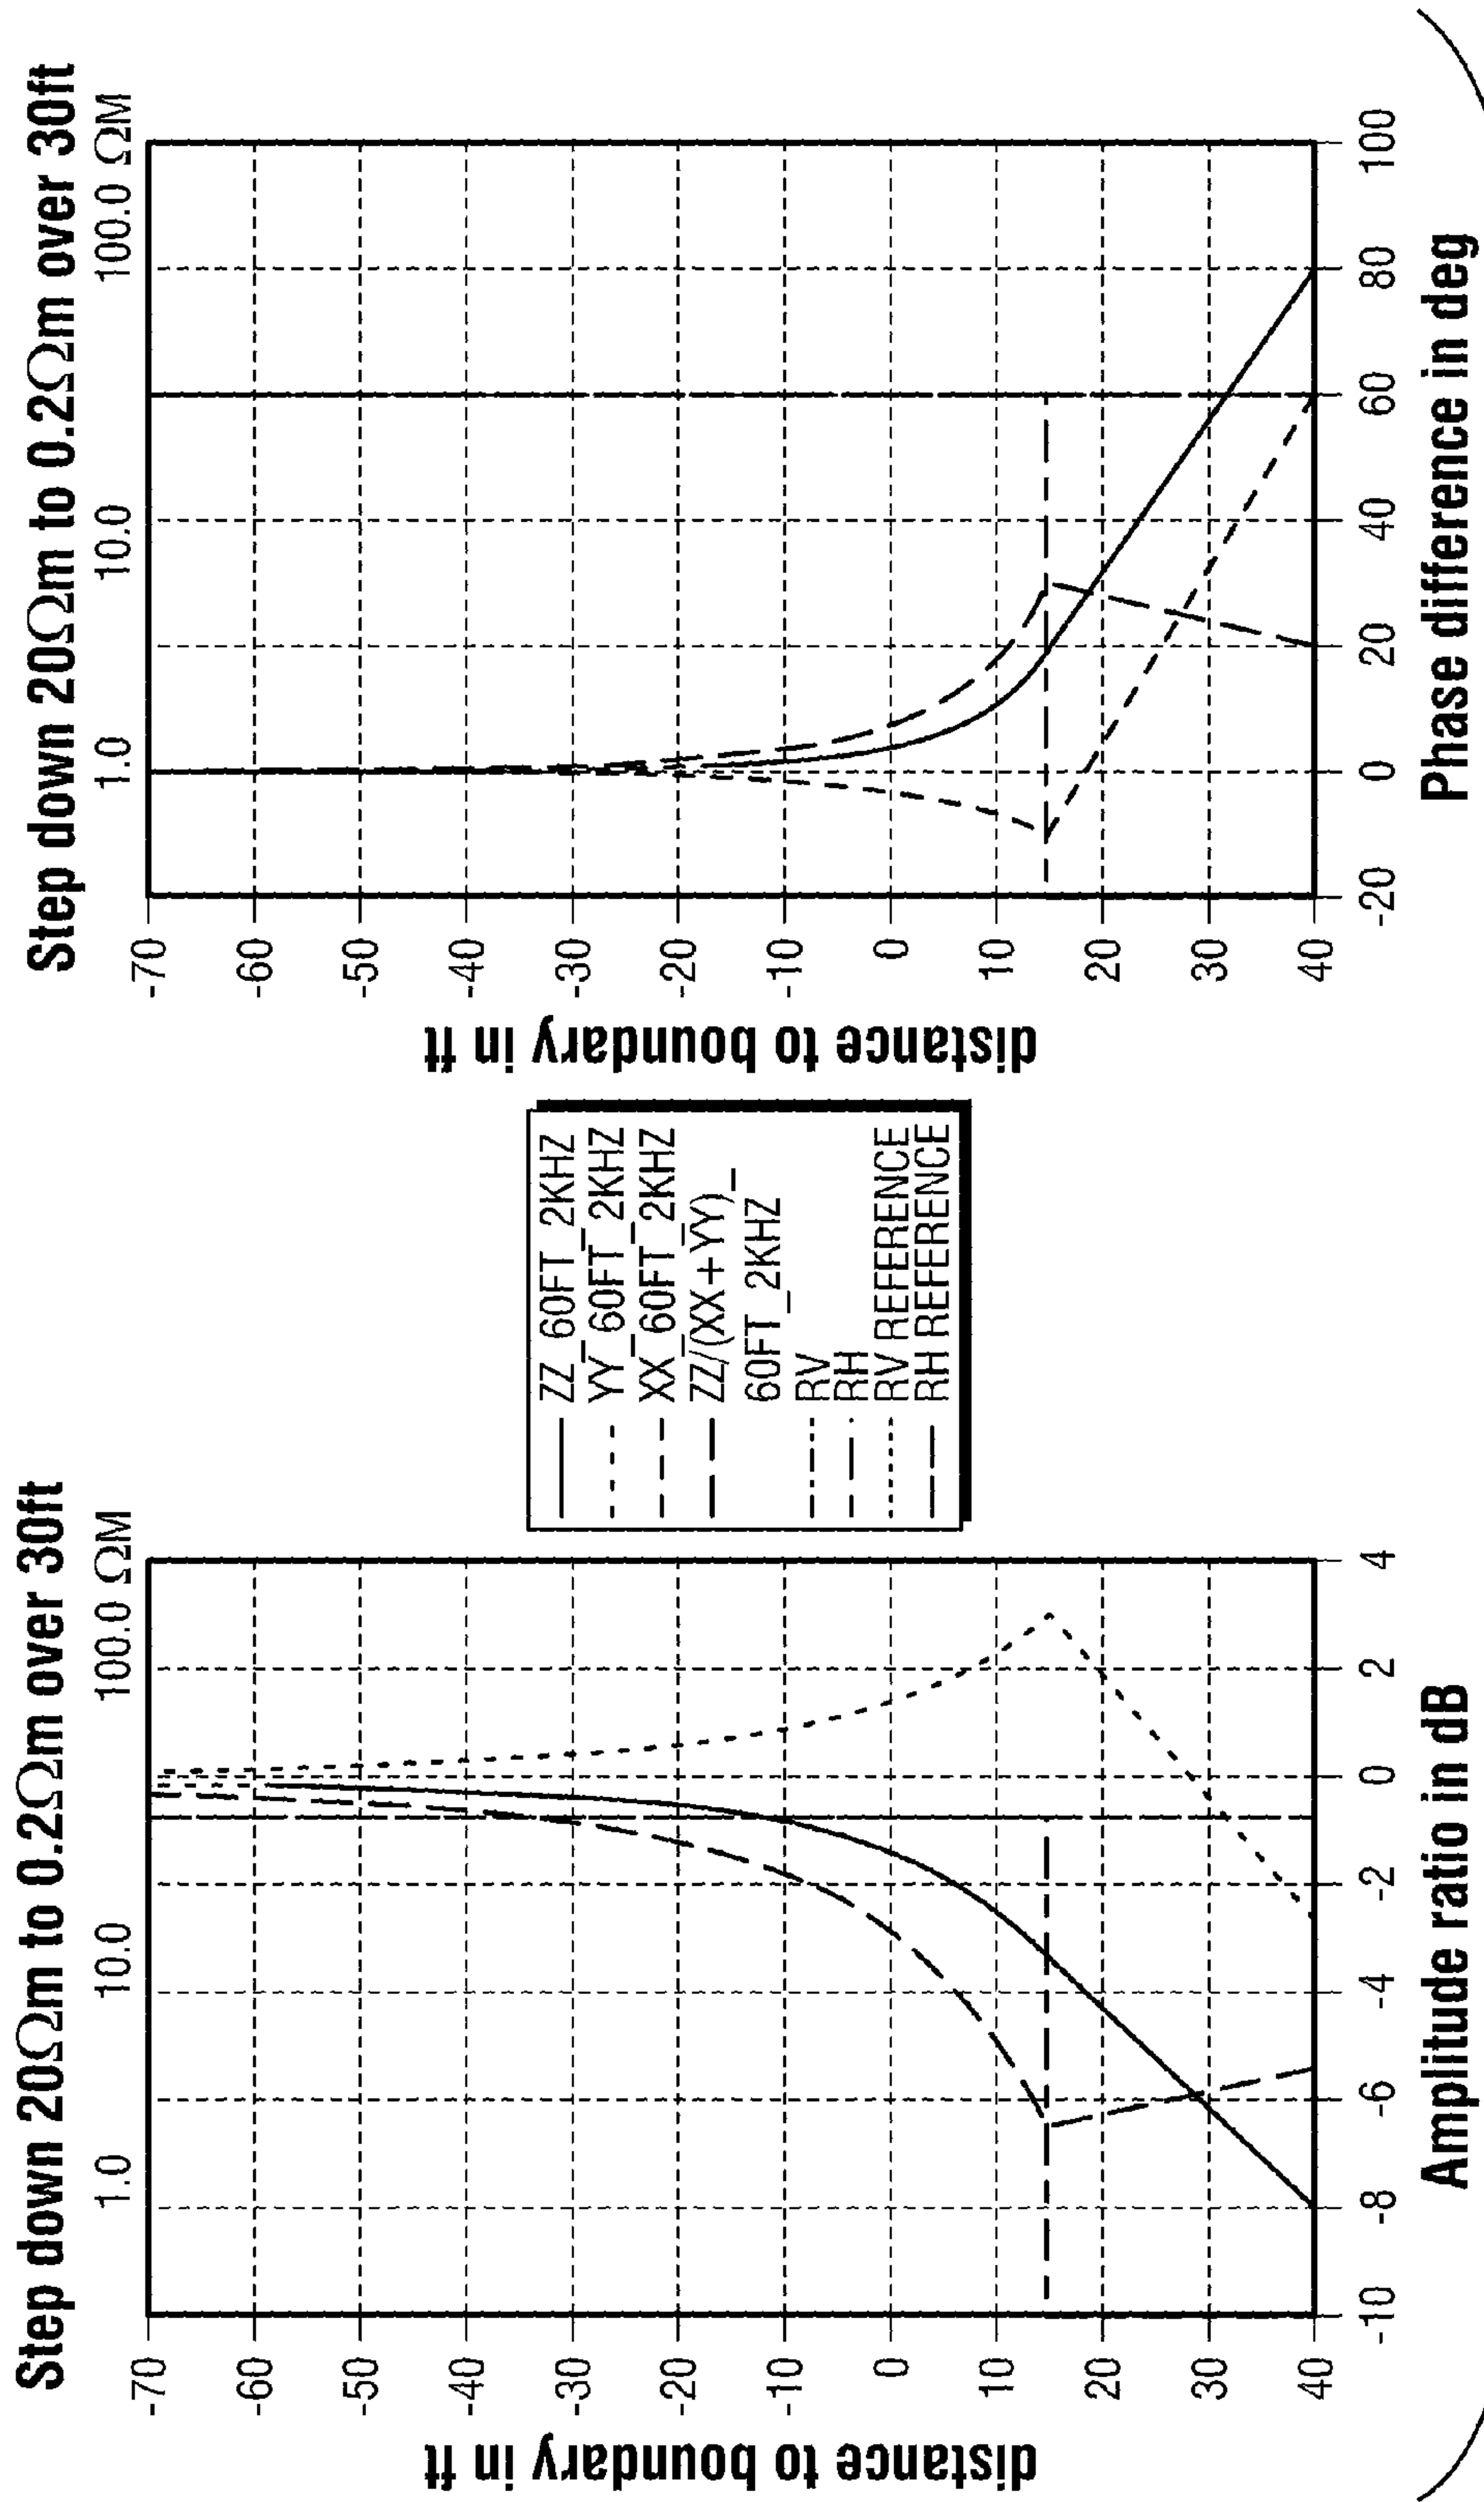 Step down 20Ωm to 0.2Ωm over 30ft
1.0 10.0 100.0 ΩM
distance to boundary in ft
-70
-60
-50
-40
-30
-20
-10
0
10
20
30
40
-10 -8 -6 -4 -2 0 2 4
Amplitude ratio in dB
ZZ_60FT_2KHZ
YY_60FT_2KHZ
XX_60FT_2KHZ
ZZ/(XX+YY)_
60FT_2KHZ
RV
RH
RV REFERENCE
RH REFERENCE
Step down 20Ωm to 0.2Ωm over 30ft
1.0 10.0 100.0 ΩM
distance to boundary in ft
-70
-60
-50
-40
-30
-20
-10
0
10
20
30
40
-20 0 20 40 60 80 100
Phase difference in deg